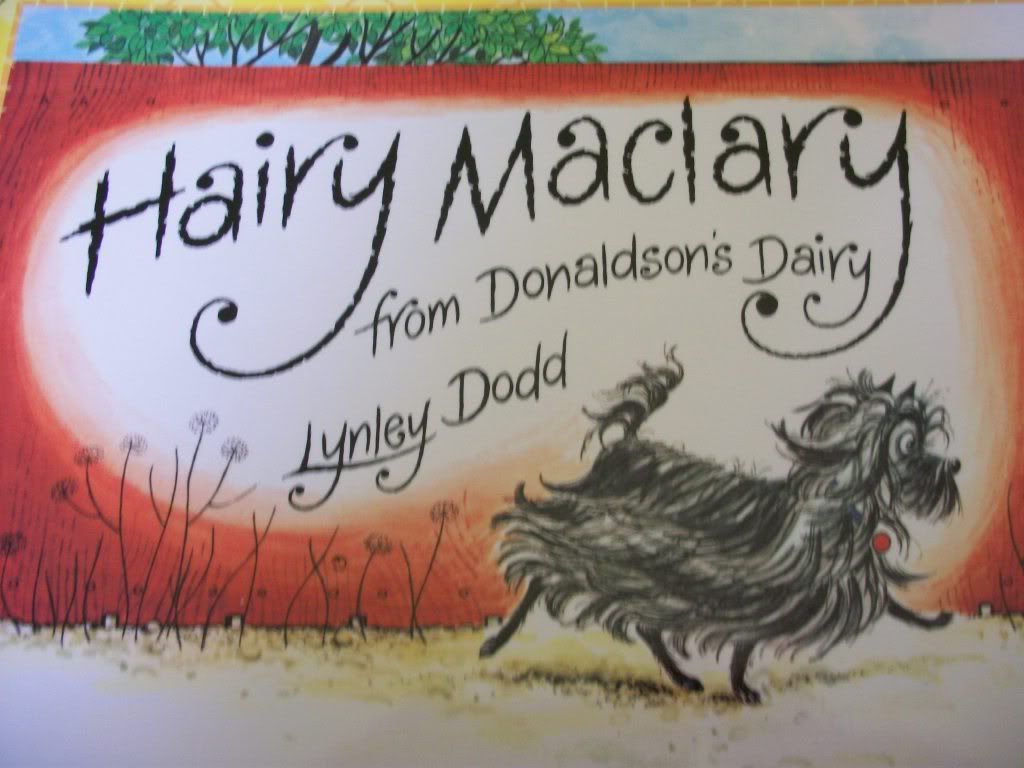 Hairy Maclary
from Donaldson's Dairy
Lynley Dodd